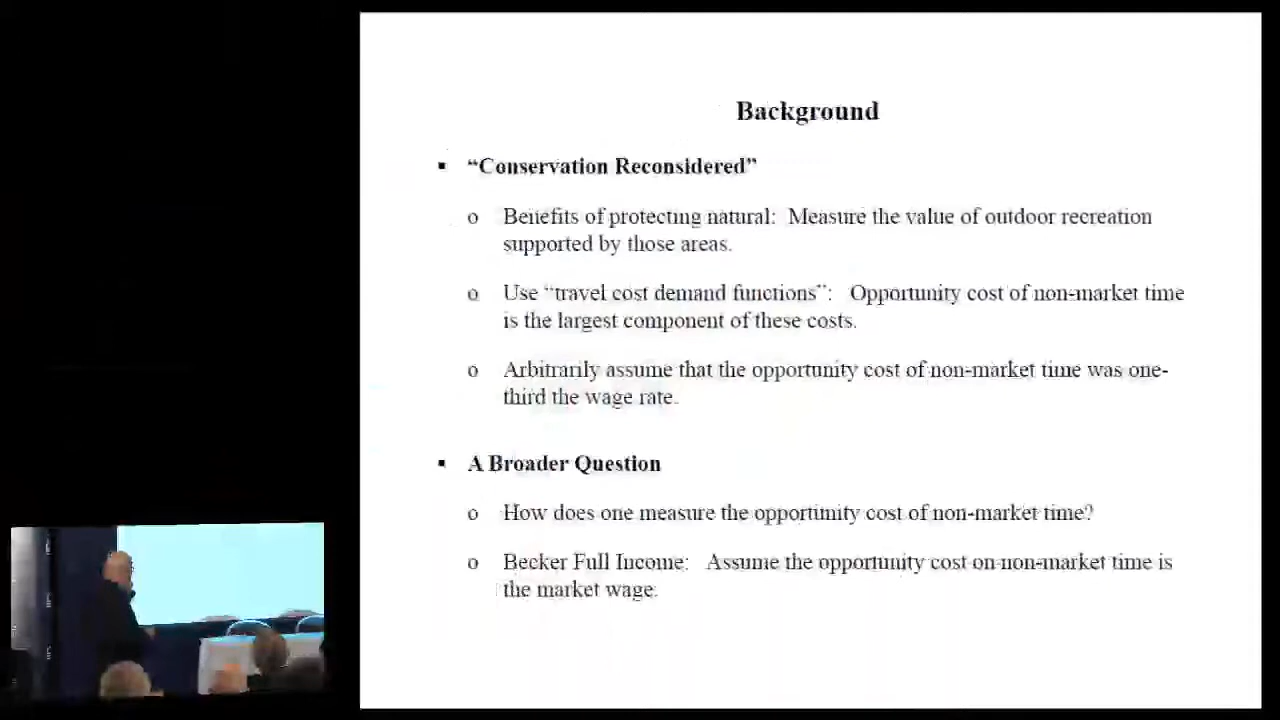 Background
▪ “Conservation Reconsidered”
o Benefits of protecting natural: Measure the value of outdoor recreation
supported by those areas.
o Use “travel cost demand functions”: Opportunity cost of non-market time
is the largest component of these costs.
o Arbitrarily assume that the opportunity cost of non-market time was one-
third the wage rate.
▪ A Broader Question
o How does one measure the opportunity cost of non-market time?
o Becker Full Income: Assume the opportunity cost on non-market time is
the market wage.